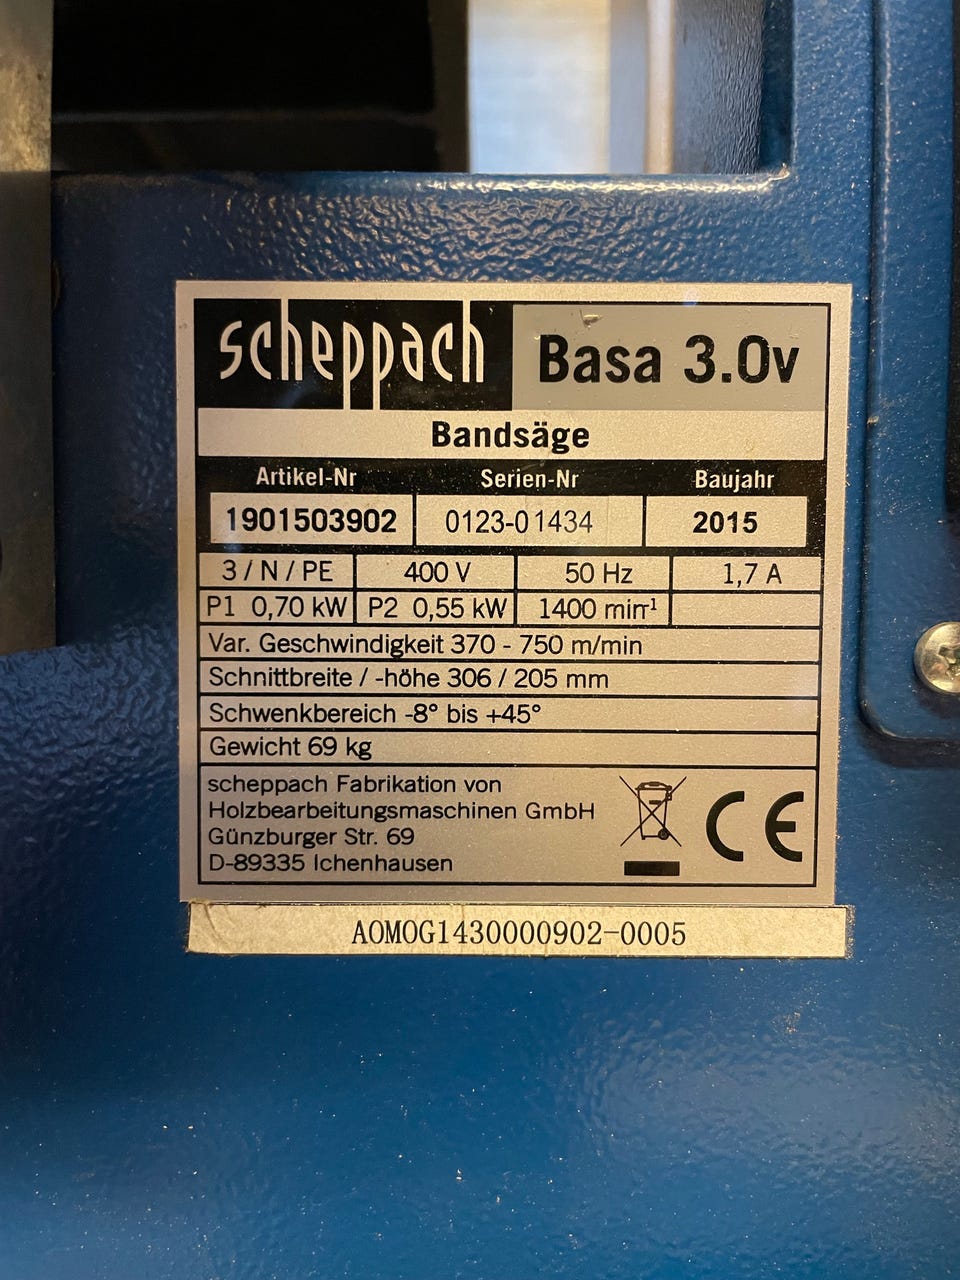 scheppach Basa 3.0v
Bandsäge
Artikel-Nr Serien-Nr Baujahr
1901503902 0123-01434 2015
3 / N / PE 400 V 50 Hz 1,7 A
P1 0,70 kW P2 0,55 kW 1400 min-¹
Var. Geschwindigkeit 370 - 750 m/min
Schnittbreite / -höhe 306 / 205 mm
Schwenkbereich -8° bis +45°
Gewicht 69 kg
scheppach Fabrikation von
Holzbearbeitungsmaschinen GmbH
Günzburger Str. 69
D-89335 Ichenhausen
CE
AOMOG1430000902-0005